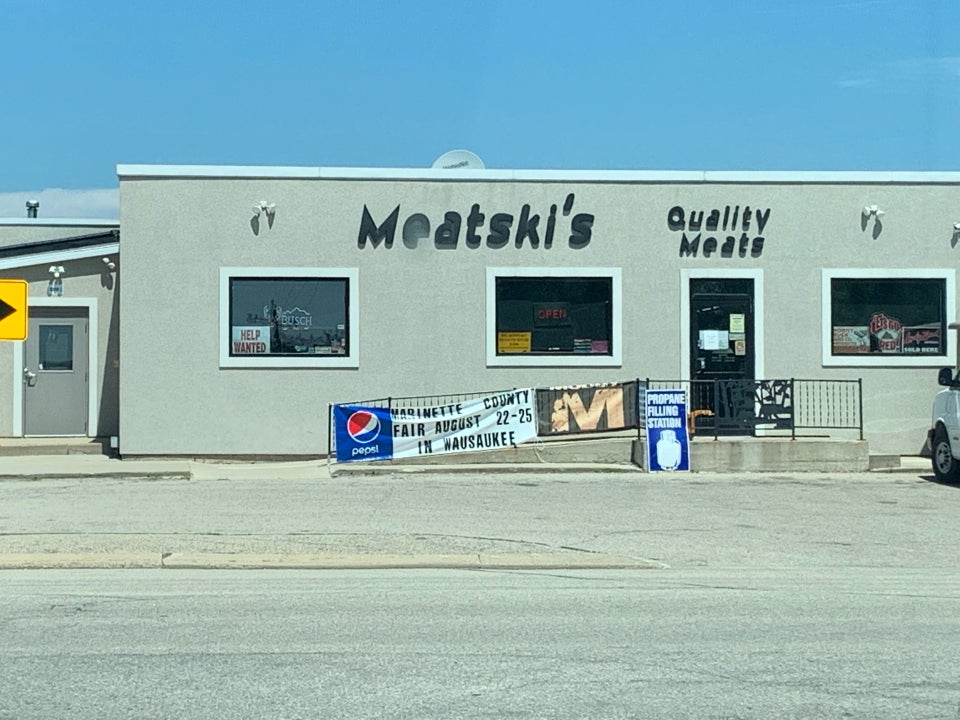 Meatski's
Quality
Meats
BUSCH
HELP
WANTED
OPEN
pepsi
MARINETTE COUNTY
FAIR AUGUST 22-25
IN WAUSAUKEE
M
PROPANE
FILLING
STATION
SOLD HERE